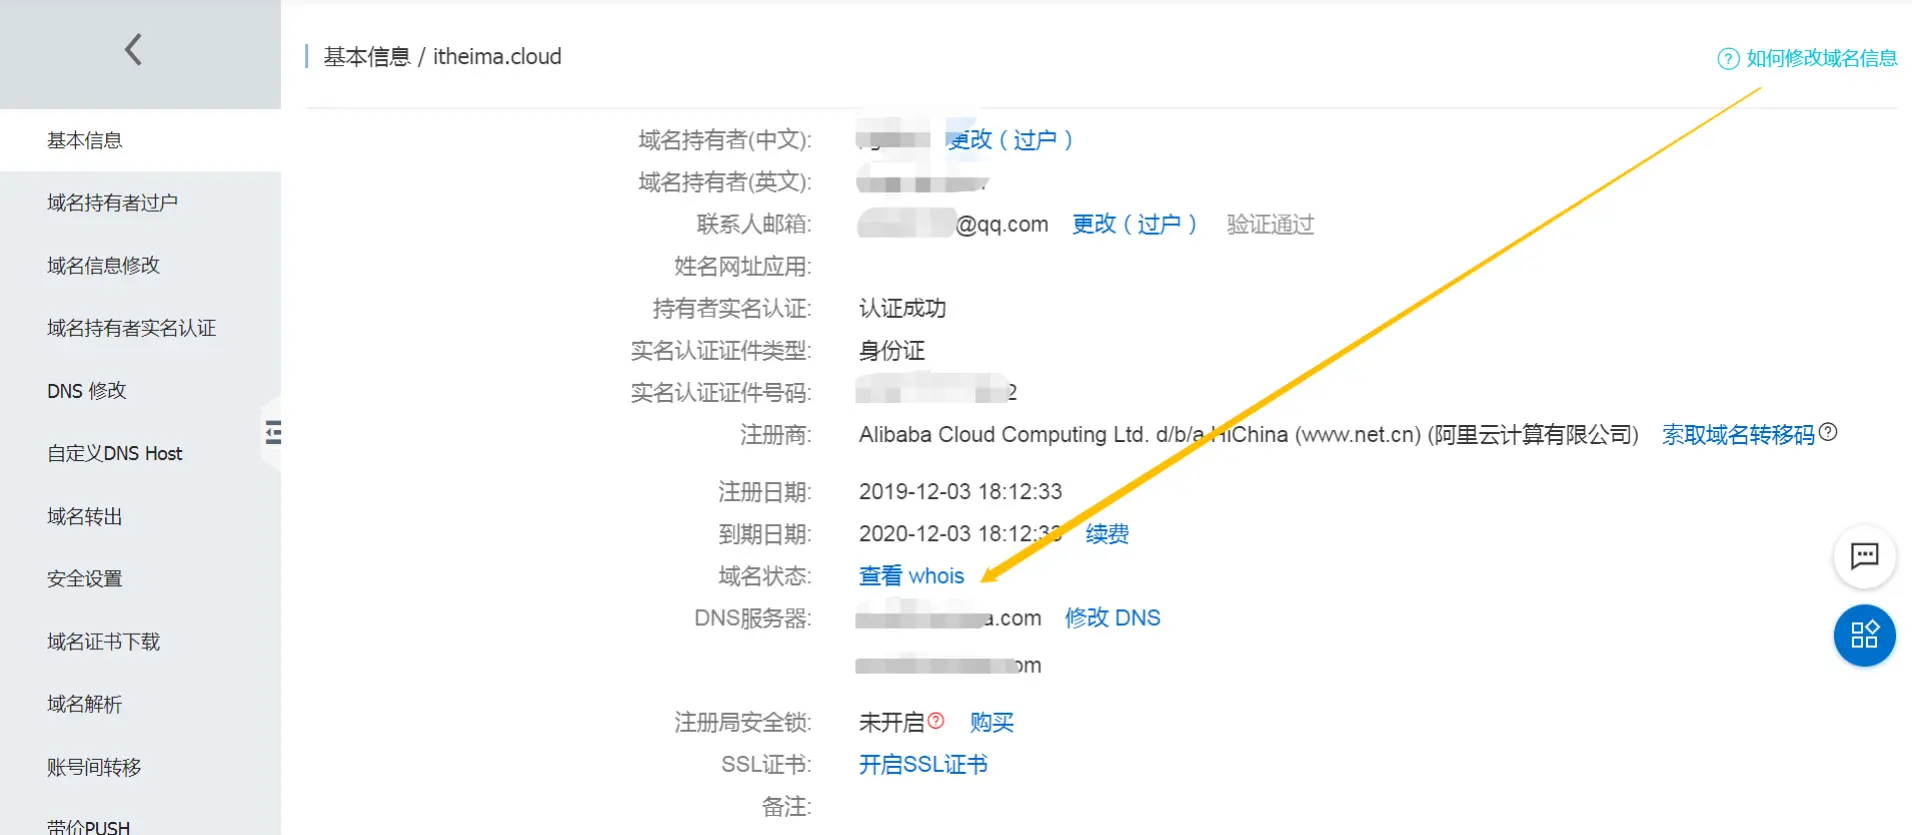 基本信息 / itheima.cloud
如何修改域名信息
基本信息
域名持有者过户
域名信息修改
域名持有者实名认证
DNS 修改
自定义DNS Host
域名转出
安全设置
域名证书下载
域名解析
账号间转移
带价PUSH
域名持有者(中文): 更改（过户）
域名持有者(英文):
联系人邮箱: @qq.com 更改（过户） 验证通过
姓名网址应用:
持有者实名认证: 认证成功
实名认证证件类型: 身份证
实名认证证件号码: 2
注册商: Alibaba Cloud Computing Ltd. d/b/a HiChina (www.net.cn) (阿里云计算有限公司) 索取域名转移码
注册日期: 2019-12-03 18:12:33
到期日期: 2020-12-03 18:12:33 续费
域名状态: 查看 whois
DNS服务器: a.com 修改 DNS
om
注册局安全锁: 未开启 购买
SSL证书: 开启SSL证书
备注: